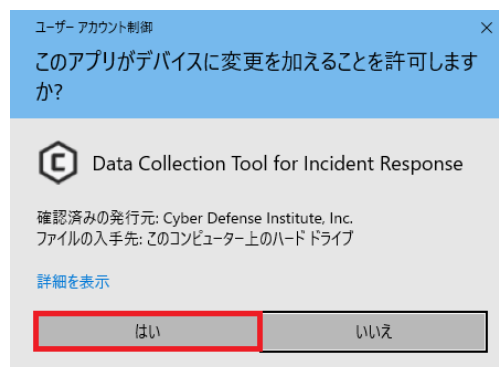 ユーザー アカウント制御
このアプリがデバイスに変更を加えることを許可します
か?
Data Collection Tool for Incident Response
確認済みの発行元: Cyber Defense Institute, Inc.
ファイルの入手先: このコンピューター上のハード ドライブ
詳細を表示
はい
いいえ